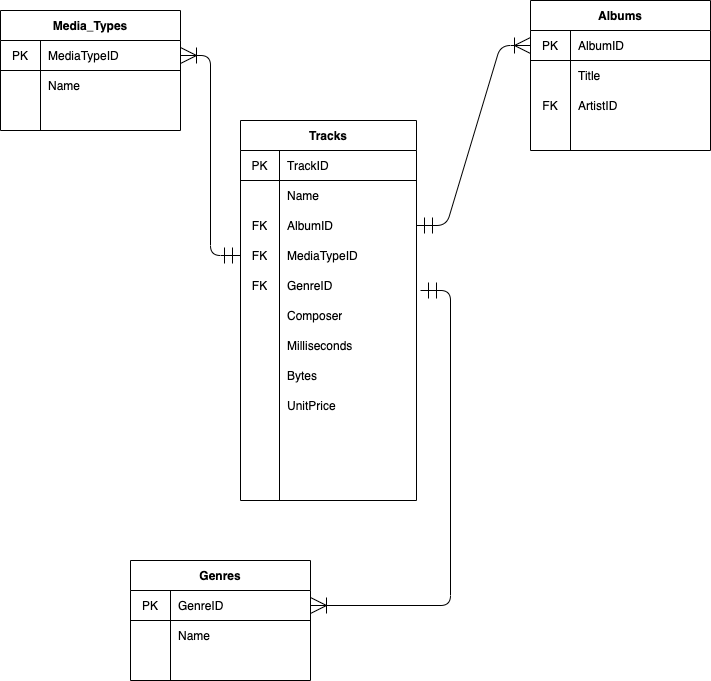 Media_Types
PK MediaTypeID
Name
Albums
PK AlbumID
Title
FK ArtistID
Tracks
PK TrackID
Name
FK AlbumID
FK MediaTypeID
FK GenreID
Composer
Milliseconds
Bytes
UnitPrice
Genres
PK GenreID
Name